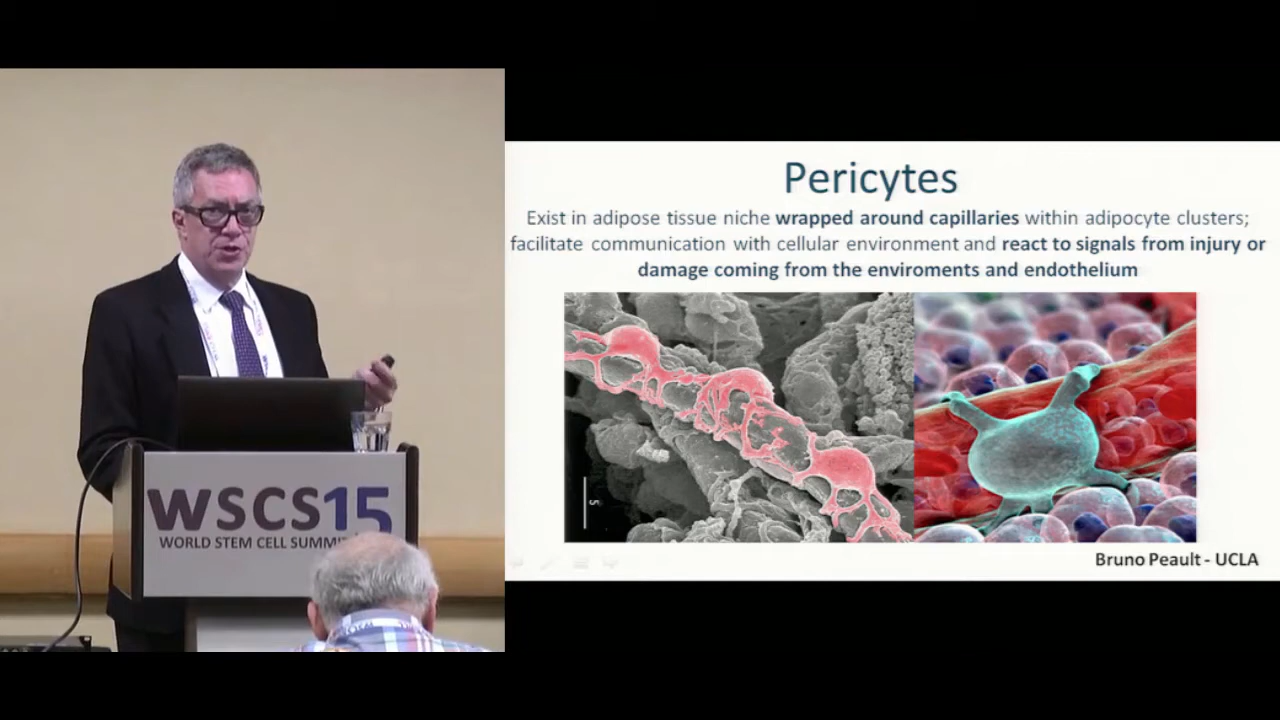 WSCS15
WORLD STEM CELL SUMMI
Pericytes
Exist in adipose tissue niche wrapped around capillaries within adipocyte clusters;
facilitate communication with cellular environment and react to signals from injury or
damage coming from the enviroments and endothelium
5
Bruno Peault - UCLA